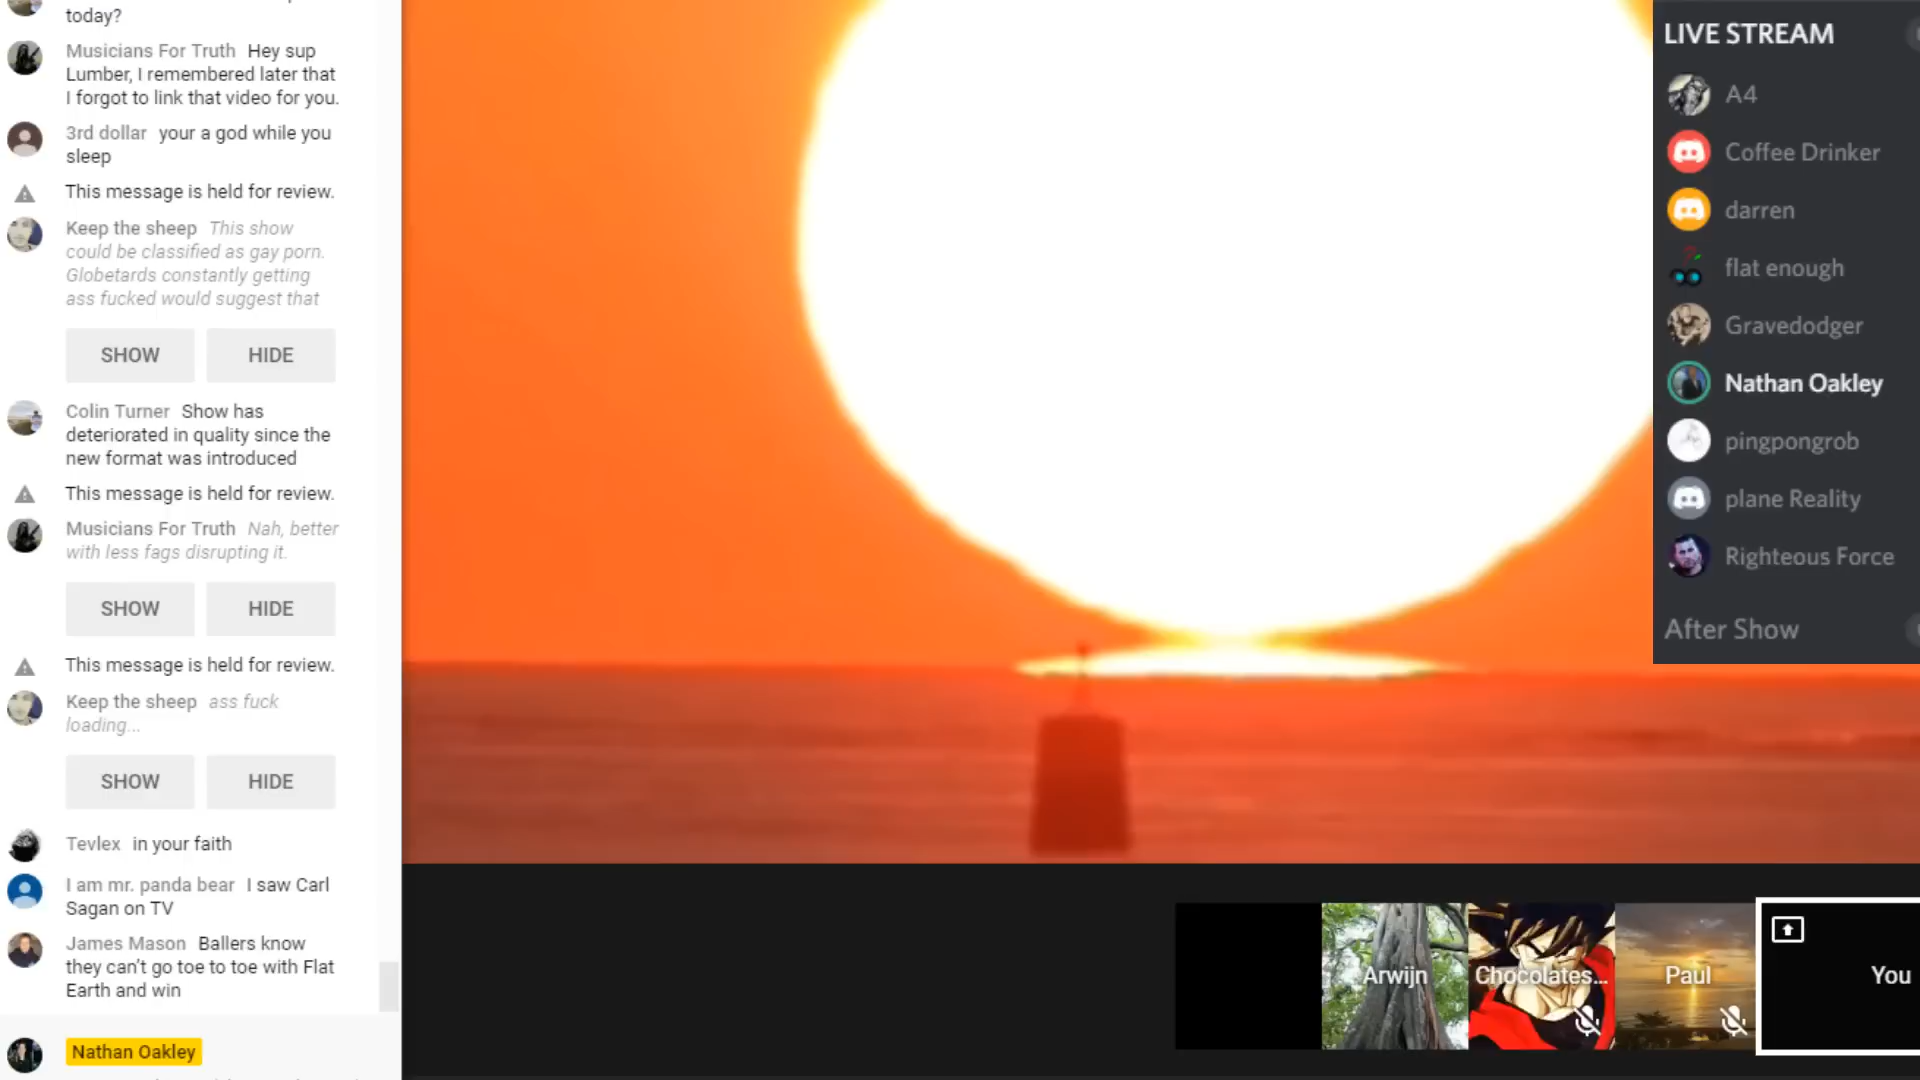 today?
Musicians For Truth Hey sup
Lumber, I remembered later that
I forgot to link that video for you.
3rd dollar your a god while you
sleep
This message is held for review.
Keep the sheep This show
could be classified as gay porn.
Globetards constantly getting
ass fucked would suggest that
SHOW HIDE
Colin Turner Show has
deteriorated in quality since the
new format was introduced
This message is held for review.
Musicians For Truth Nah, better
with less fags disrupting it.
SHOW HIDE
This message is held for review.
Keep the sheep ass fuck
loading...
SHOW HIDE
Tevlex in your faith
I am mr. panda bear I saw Carl
Sagan on TV
James Mason Ballers know
they can't go toe to toe with Flat
Earth and win
Nathan Oakley
LIVE STREAM
A4
Coffee Drinker
darren
flat enough
Gravedodger
Nathan Oakley
pingpongrob
plane Reality
Righteous Force
After Show
Arwijn
Chocolates...
Paul
You